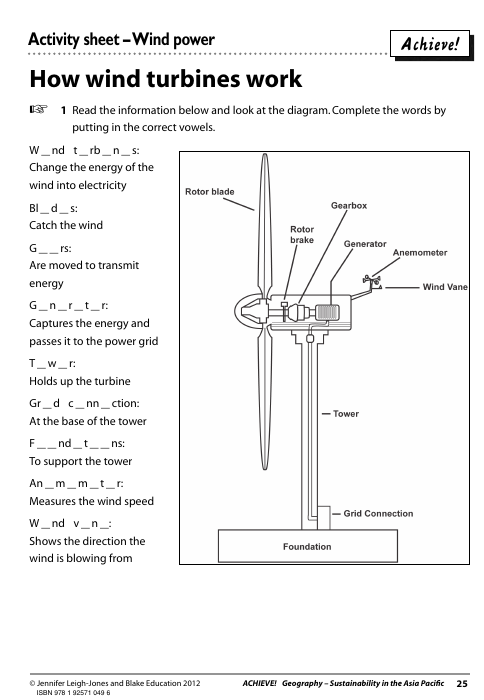 Activity sheet – Wind power
Achieve!
How wind turbines work
1 Read the information below and look at the diagram. Complete the words by
putting in the correct vowels.
W _ nd t _ rb _ n _ s:
Change the energy of the
wind into electricity
Bl _ d _ s:
Catch the wind
G _ _ rs:
Are moved to transmit
energy
G _ n _ r _ t _ r:
Captures the energy and
passes it to the power grid
T _ w _ r:
Holds up the turbine
Gr _ d c _ nn _ ction:
At the base of the tower
F _ _ nd _ t _ _ ns:
To support the tower
An _ m _ m _ t _ r:
Measures the wind speed
W _ nd v _ n _ :
Shows the direction the
wind is blowing from
Rotor blade
Gearbox
Rotor
brake
Generator
Anemometer
Wind Vane
Tower
Grid Connection
Foundation
© Jennifer Leigh-Jones and Blake Education 2012
ISBN 978 1 92571 049 6
ACHIEVE! Geography – Sustainability in the Asia Pacific 25